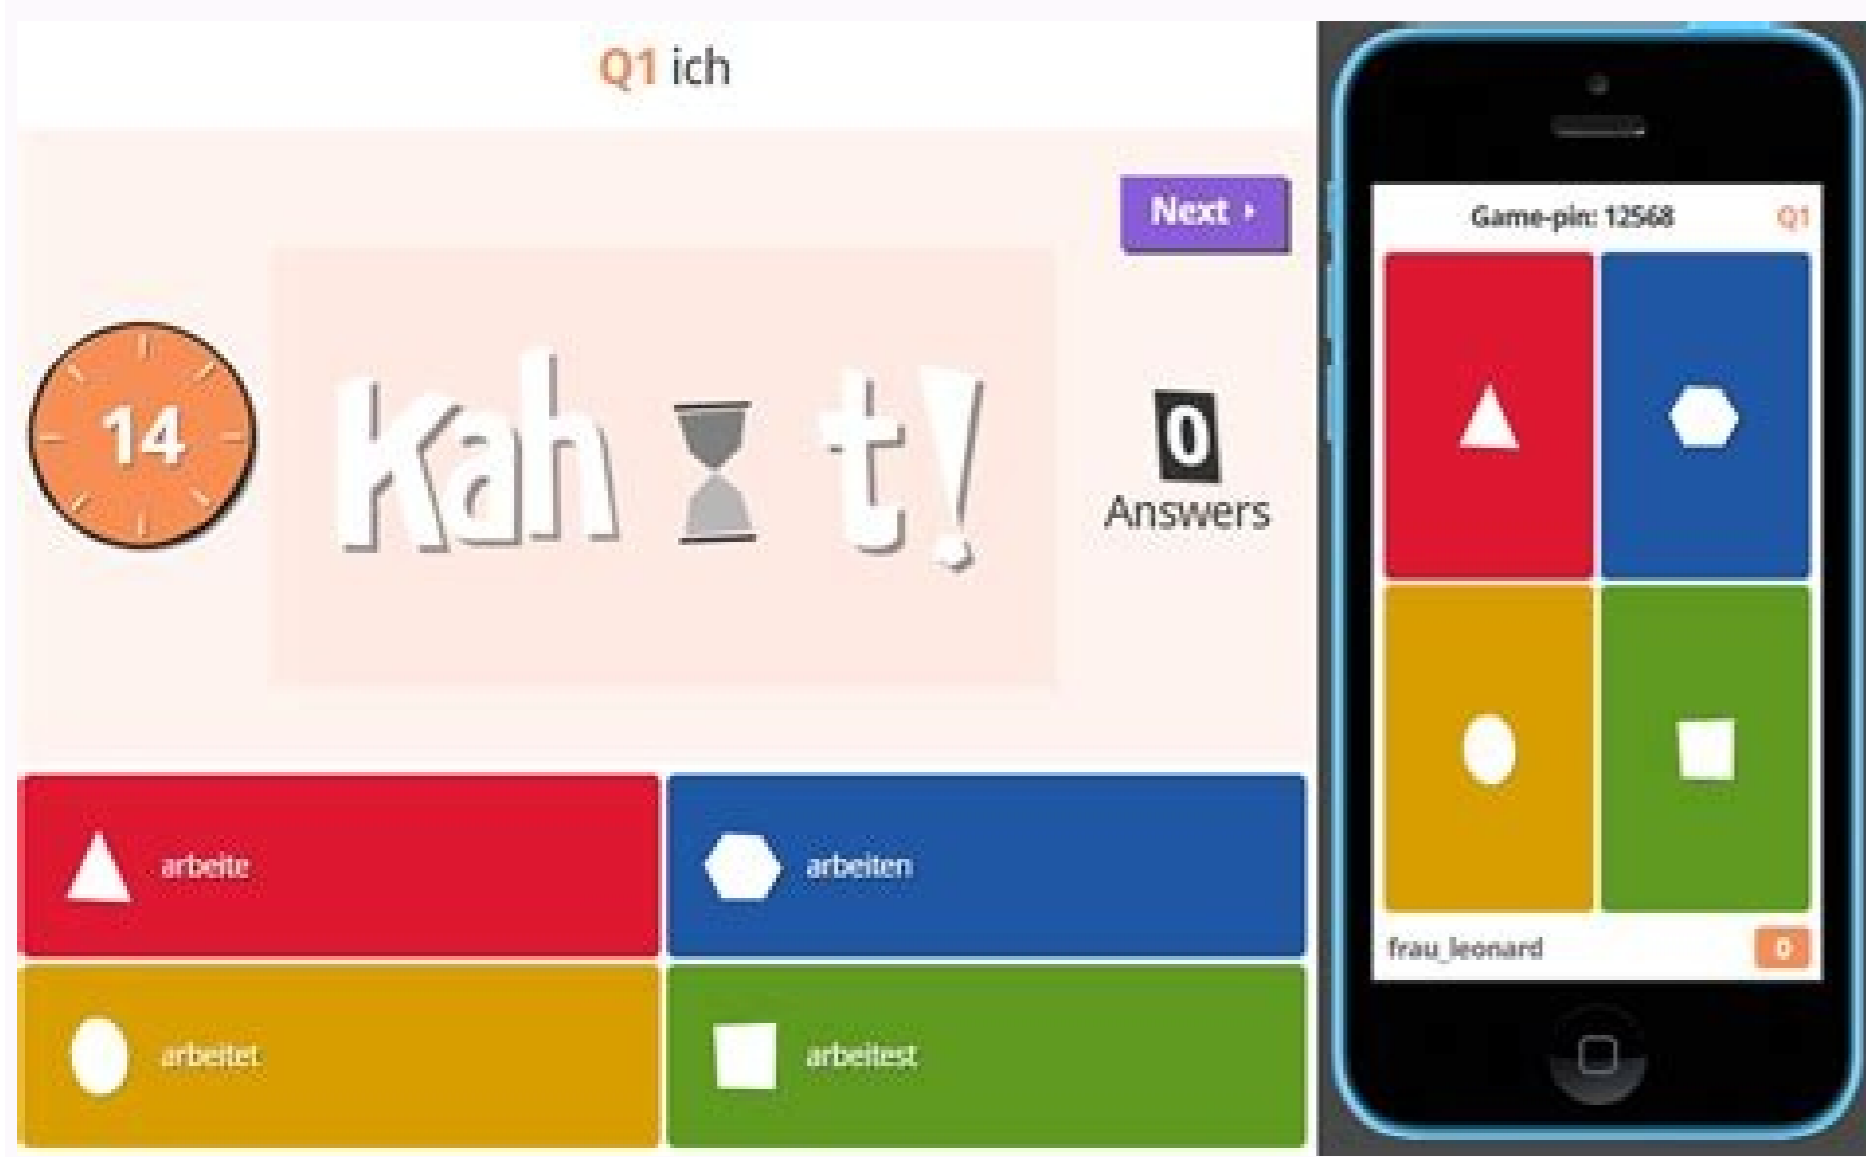 Q1 ich
Next
14
Kah t!
0
Answers
arbeite
arbeiten
arbeitet
arbeitest
Game-pin: 12568 Q1
frau_leonard 0